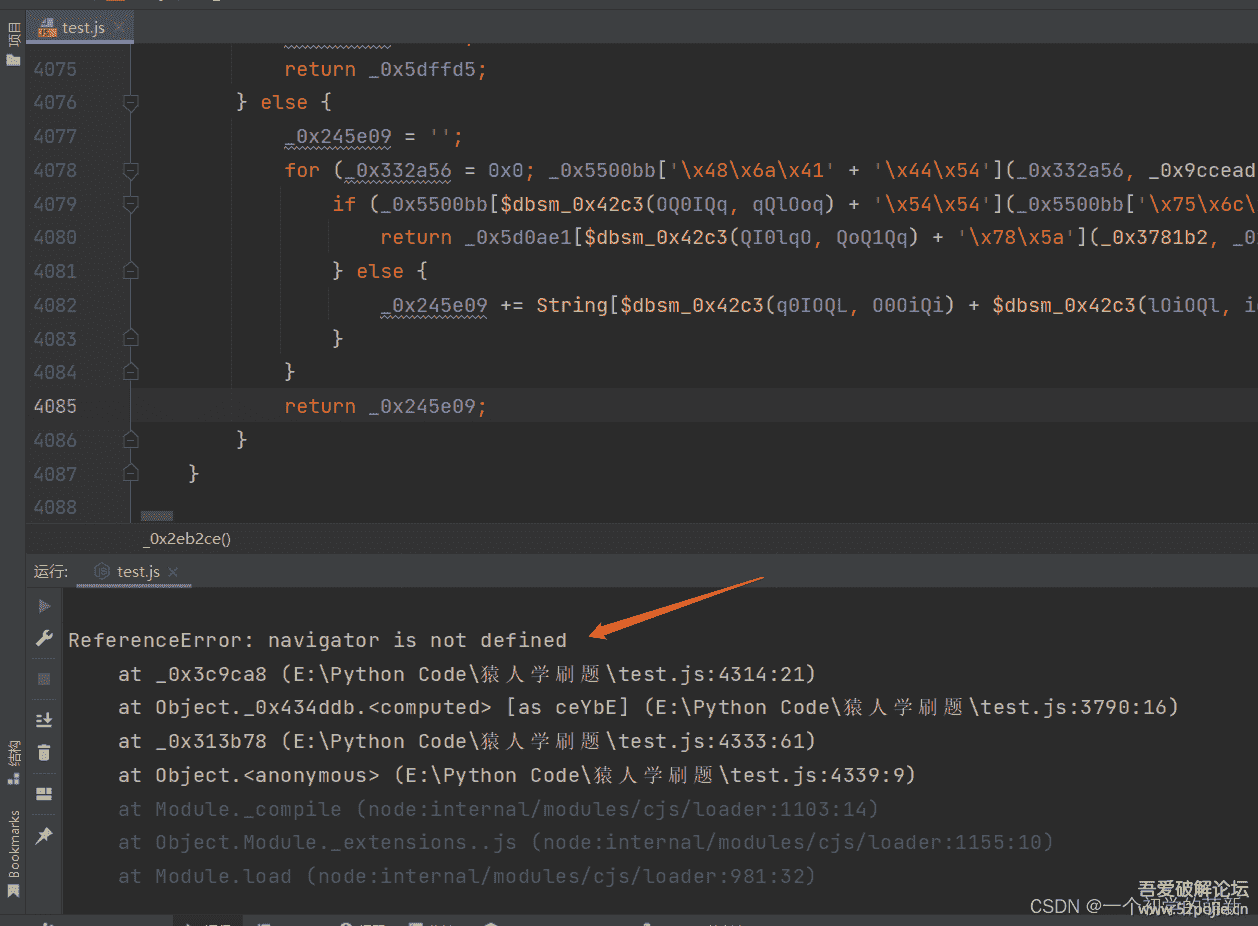 项目
test.js
4075 return _0x5dffd5;
4076 } else {
4077 _0x245e09 = '';
4078 for (_0x332a56 = 0x0; _0x5500bb['\x48\x6a\x41' + '\x44\x54'](_0x332a56, _0x9ccead
4079 if (_0x5500bb[$dbsm_0x42c3(OQ0IQq, qQlOoq) + '\x54\x54'](_0x5500bb['\x75\x6c\
4080 return _0x5d0ae1[$dbsm_0x42c3(QI0lqO, QoQ1Qq) + '\x78\x5a'](_0x3781b2, _0
4081 } else {
4082 _0x245e09 += String[$dbsm_0x42c3(q0IOQL, O0OiQi) + $dbsm_0x42c3(lOiOQl, i
4083 }
4084 }
4085 return _0x245e09;
4086 }
4087 }
4088
_0x2eb2ce()
运行: test.js
ReferenceError: navigator is not defined
at _0x3c9ca8 (E:\Python Code\猿人学刷题\test.js:4314:21)
at Object._0x434ddb.<computed> [as ceYbE] (E:\Python Code\猿人学刷题\test.js:3790:16)
at _0x313b78 (E:\Python Code\猿人学刷题\test.js:4333:61)
at Object.<anonymous> (E:\Python Code\猿人学刷题\test.js:4339:9)
at Module._compile (node:internal/modules/cjs/loader:1103:14)
at Object.Module._extensions..js (node:internal/modules/cjs/loader:1155:10)
at Module.load (node:internal/modules/cjs/loader:981:32)
结构
Bookmarks
吾爱破解论坛
CSDN @一个初学的萌新
www.52pojie.cn